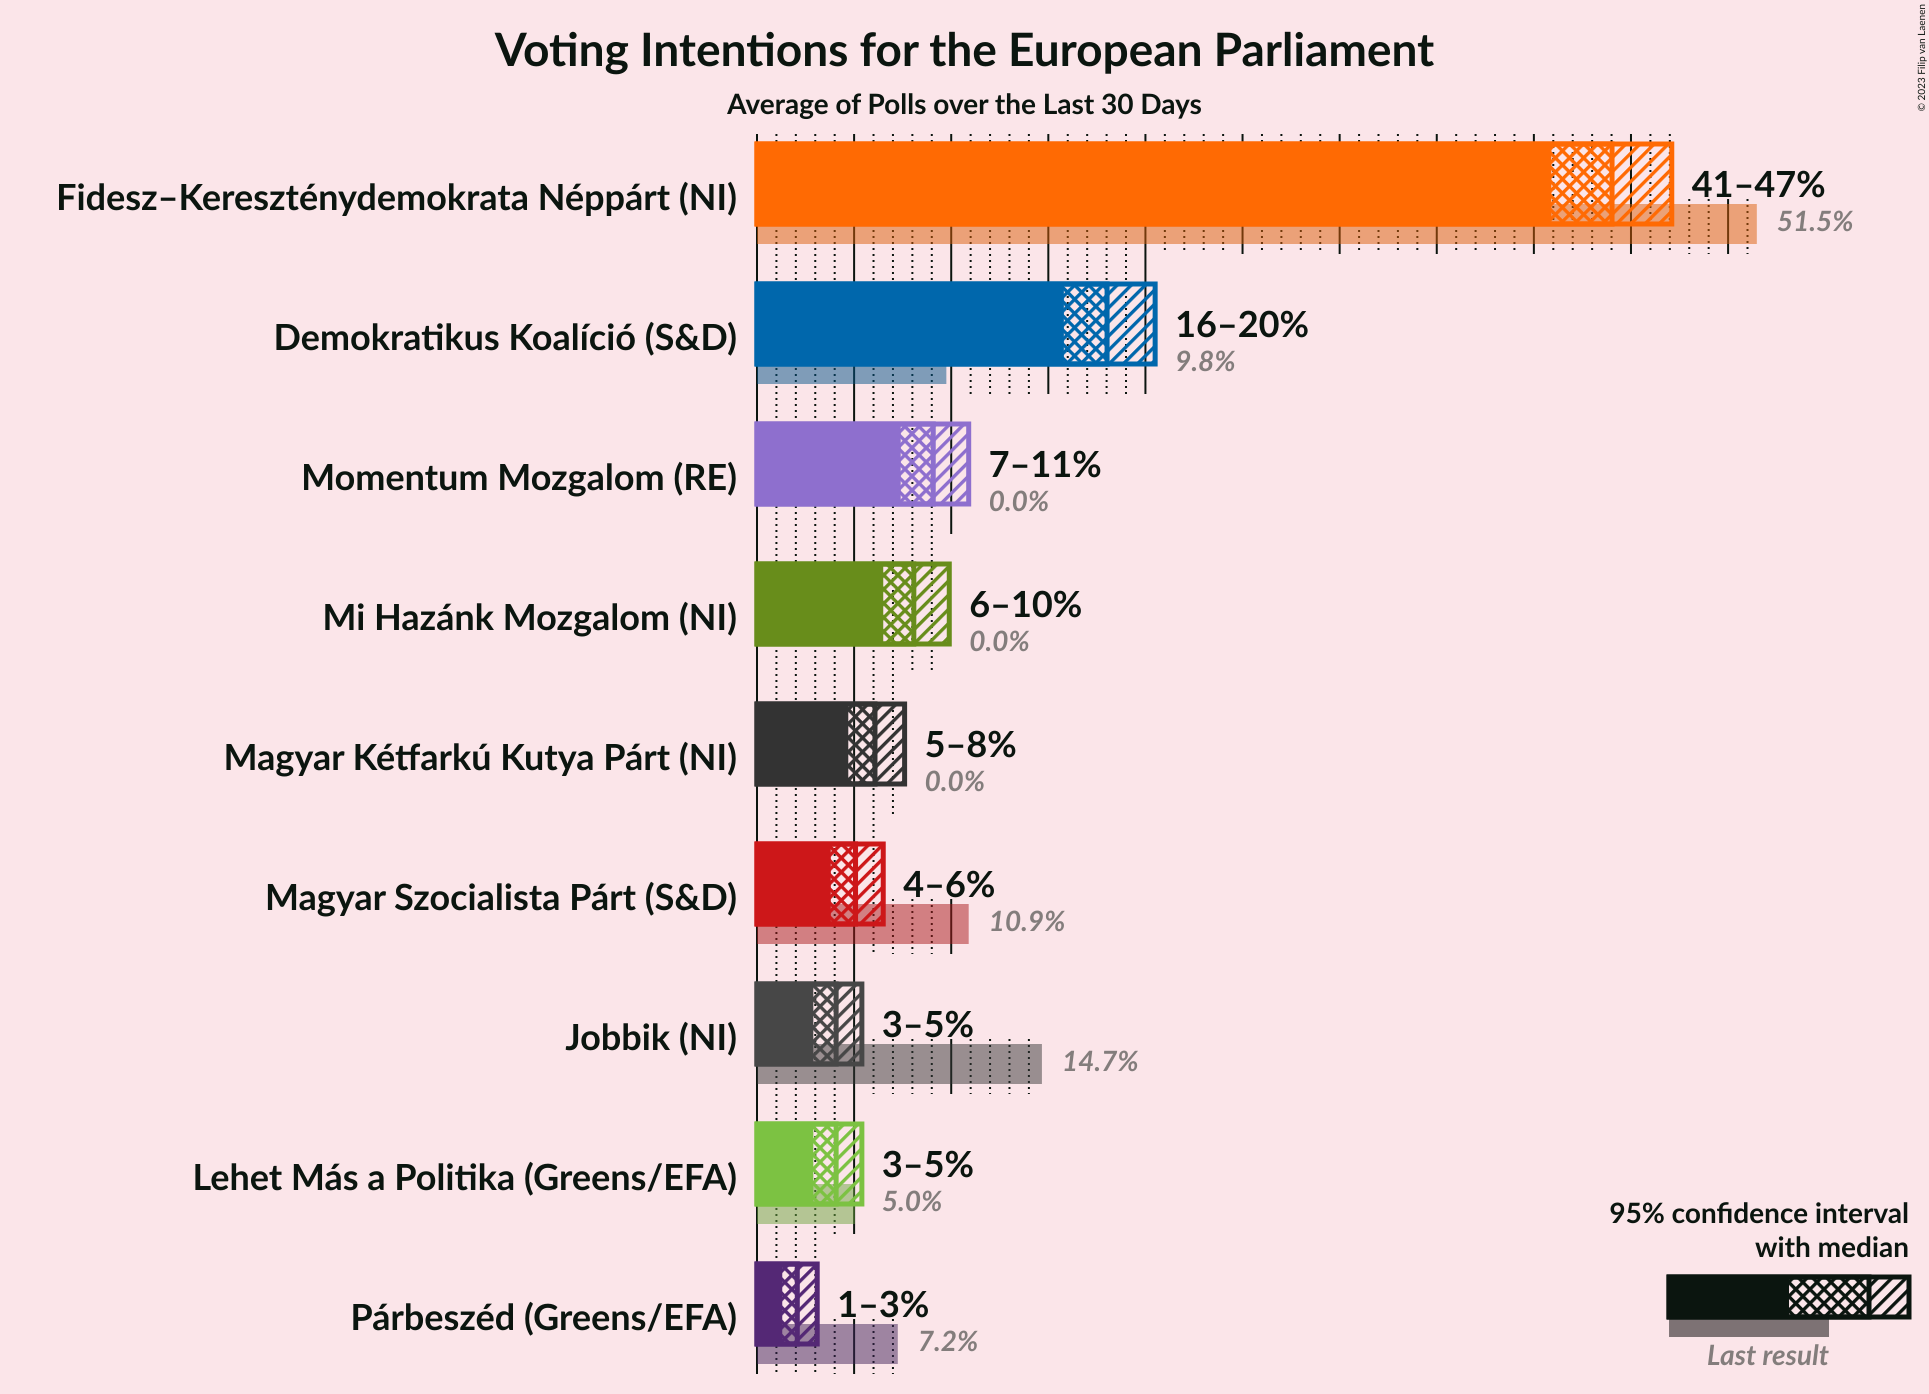 Voting Intentions for the European Parliament
Average of Polls over the Last 30 Days
© 2023 Filip van Laenen
Fidesz–Kereszténydemokrata Néppárt (NI)
41–47%
51.5%
Demokratikus Koalíció (S&D)
16–20%
9.8%
Momentum Mozgalom (RE)
7–11%
0.0%
Mi Hazánk Mozgalom (NI)
6–10%
0.0%
Magyar Kétfarkú Kutya Párt (NI)
5–8%
0.0%
Magyar Szocialista Párt (S&D)
4–6%
10.9%
Jobbik (NI)
3–5%
14.7%
Lehet Más a Politika (Greens/EFA)
3–5%
5.0%
Párbeszéd (Greens/EFA)
1–3%
7.2%
95% confidence interval
with median
Last result